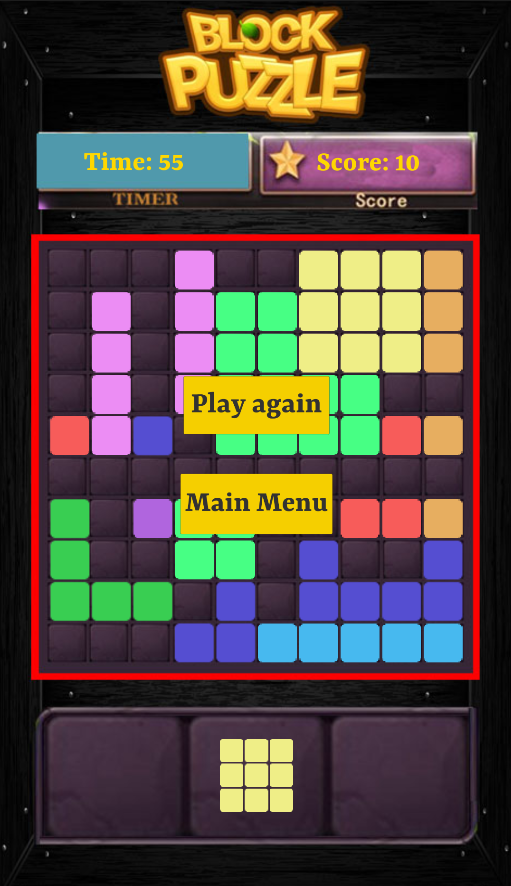 BLOCK
PUZZLE
Time: 55
Score: 10
TIMER
Score
Play again
Main Menu